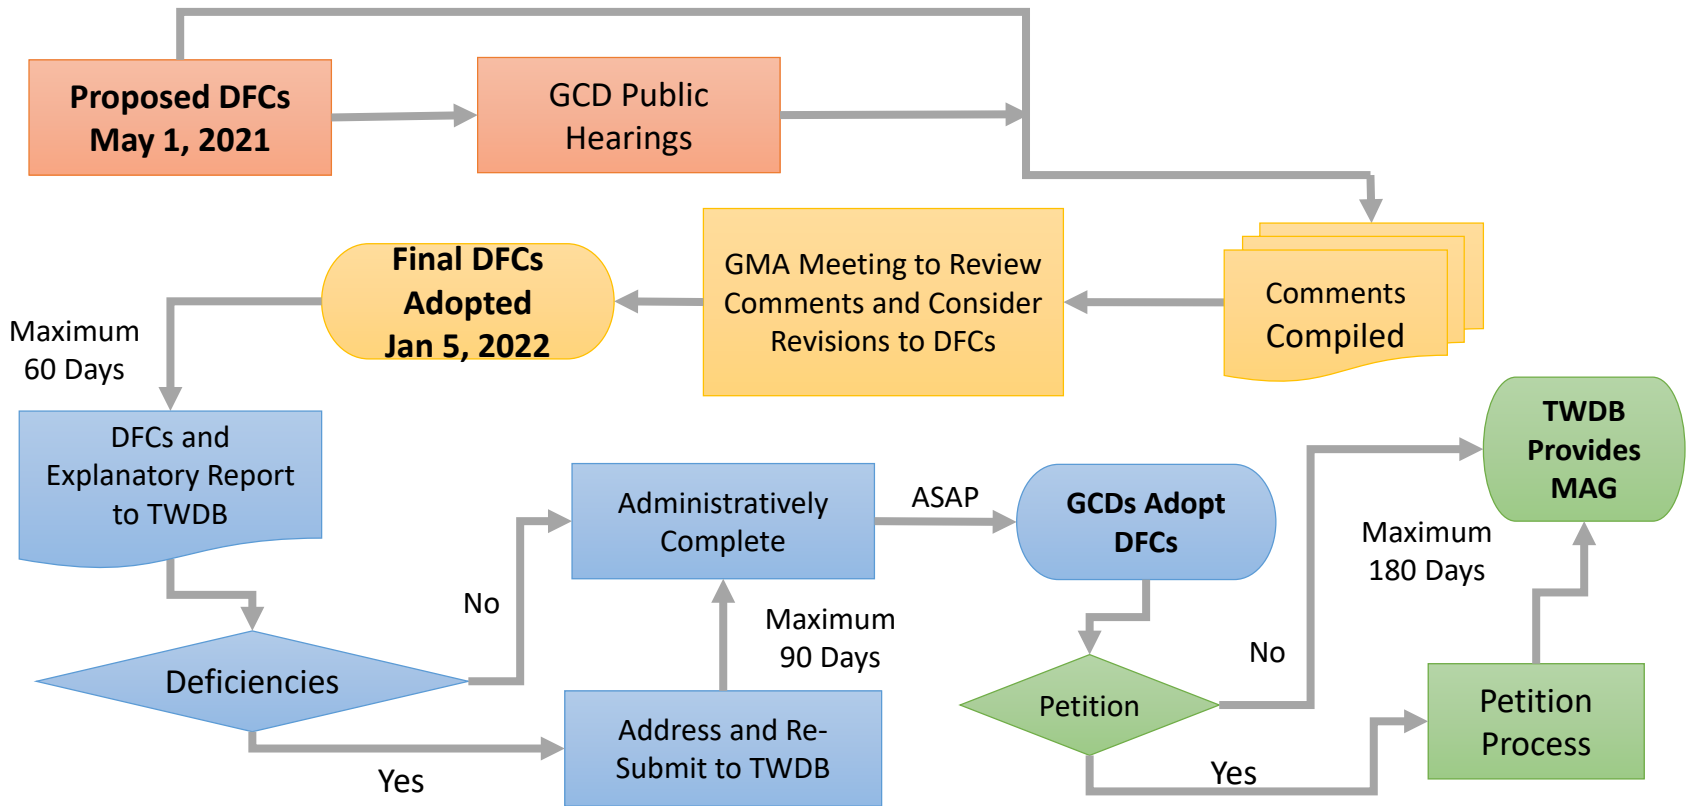 Proposed DFCs
May 1, 2021
GCD Public
Hearings
Final DFCs
Adopted
Jan 5, 2022
GMA Meeting to Review
Comments and Consider
Revisions to DFCs
Comments
Compiled
Maximum
60 Days
DFCs and
Explanatory Report
to TWDB
Administratively
Complete
ASAP
GCDs Adopt
DFCs
TWDB
Provides
MAG
Maximum
180 Days
No
Maximum
90 Days
No
Deficiencies
Yes
Address and Re-
Submit to TWDB
Petition
Yes
Petition
Process